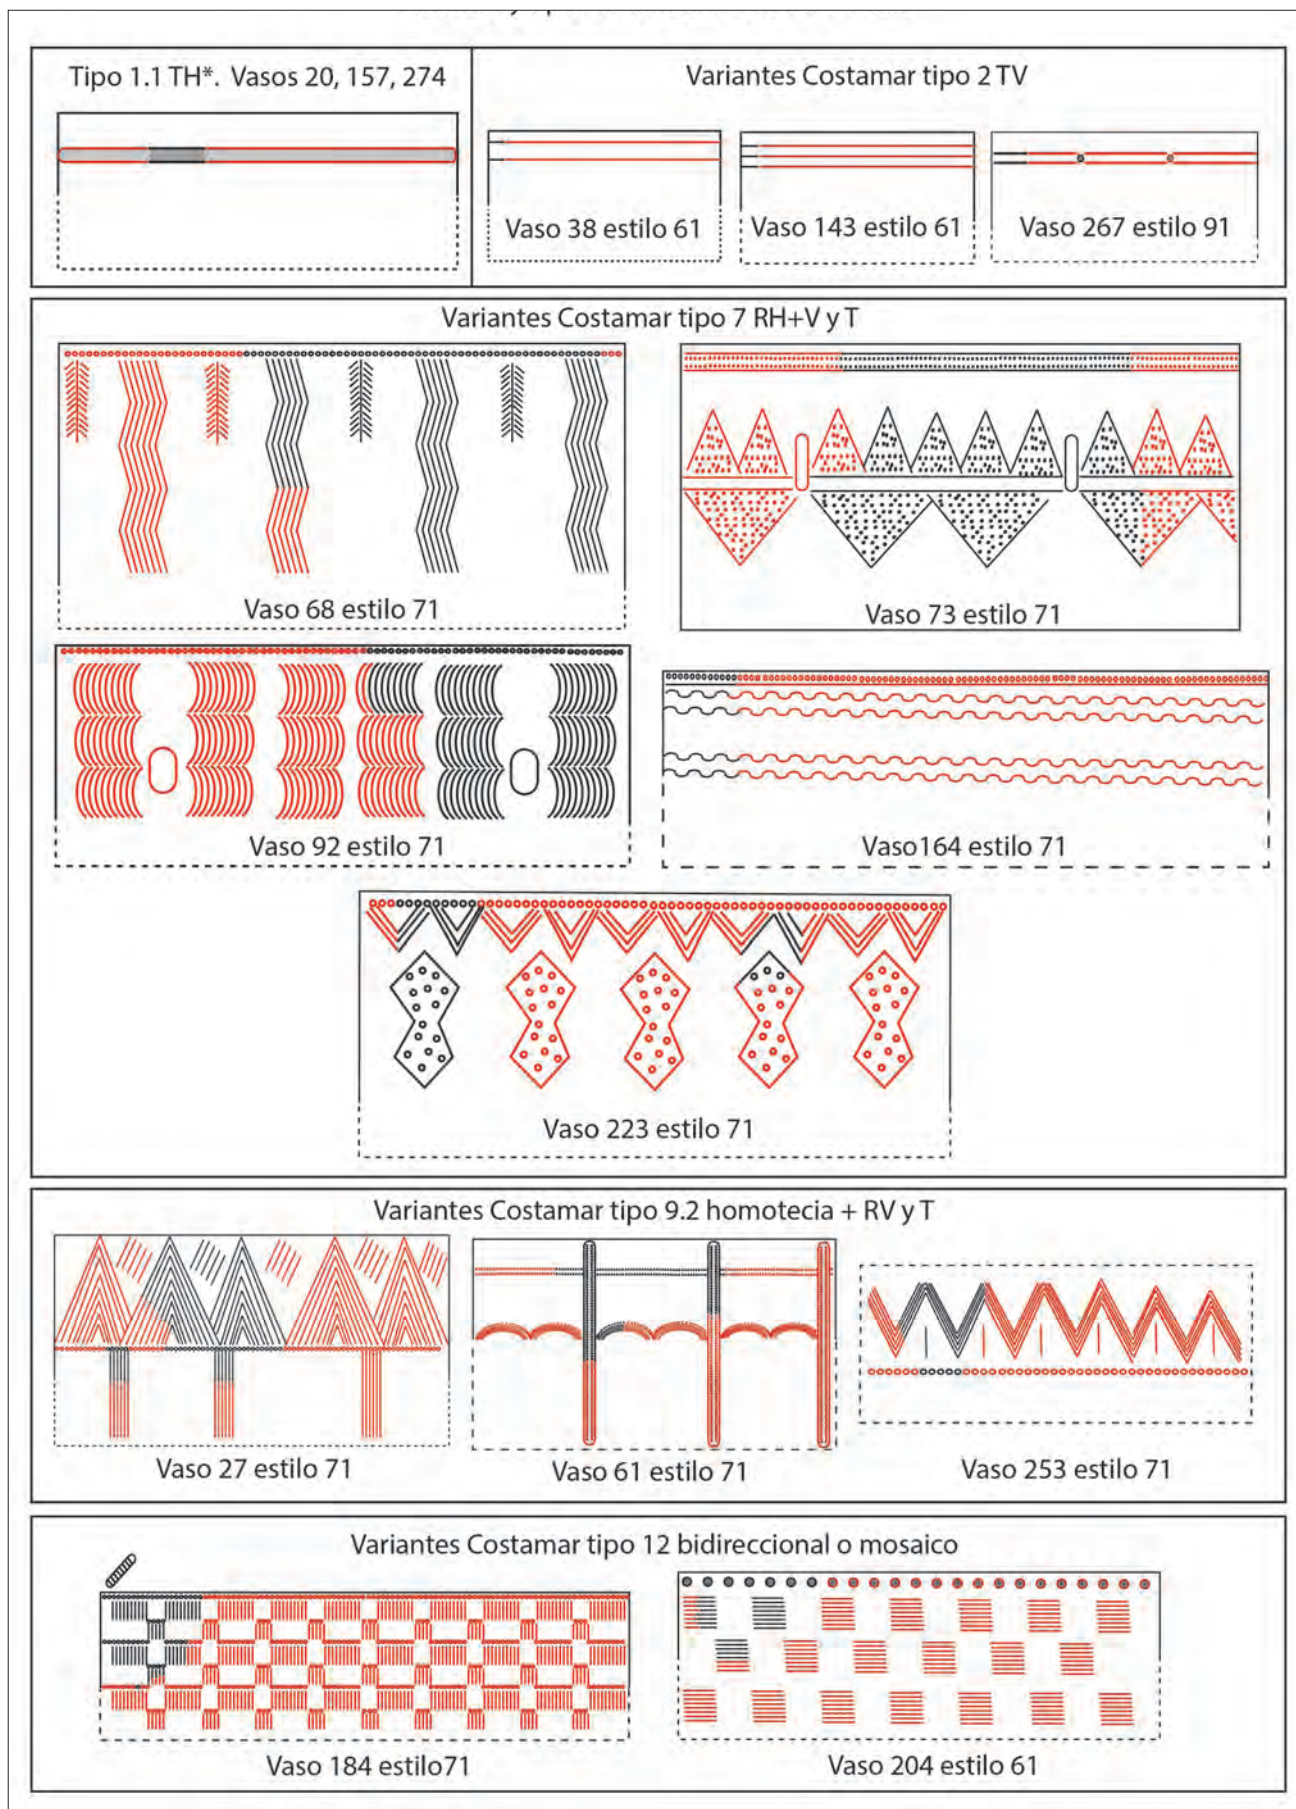 Tipo 1.1 TH*. Vasos 20, 157, 274
Variantes Costamar tipo 2 TV
Vaso 38 estilo 61
Vaso 143 estilo 61
Vaso 267 estilo 91
Variantes Costamar tipo 7 RH+V y T
Vaso 68 estilo 71
Vaso 73 estilo 71
Vaso 92 estilo 71
Vaso164 estilo 71
Vaso 223 estilo 71
Variantes Costamar tipo 9.2 homotecia + RV y T
Vaso 27 estilo 71
Vaso 61 estilo 71
Vaso 253 estilo 71
Variantes Costamar tipo 12 bidireccional o mosaico
Vaso 184 estilo71
Vaso 204 estilo 61